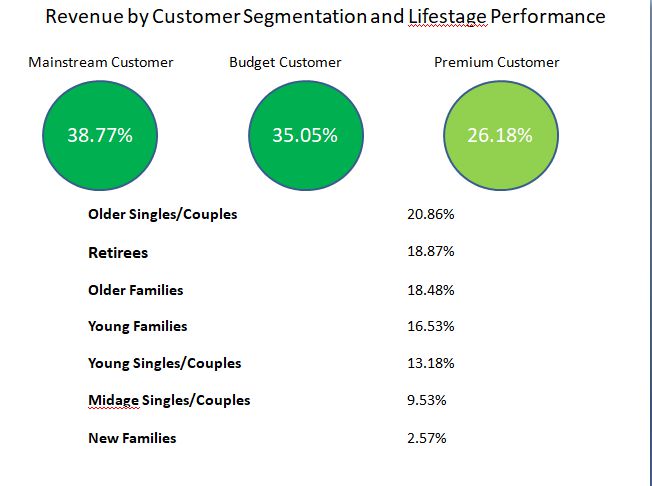 Revenue by Customer Segmentation and Lifestage Performance
Mainstream Customer Budget Customer Premium Customer
38.77% 35.05% 26.18%
Older Singles/Couples 20.86%
Retirees 18.87%
Older Families 18.48%
Young Families 16.53%
Young Singles/Couples 13.18%
Midage Singles/Couples 9.53%
New Families 2.57%